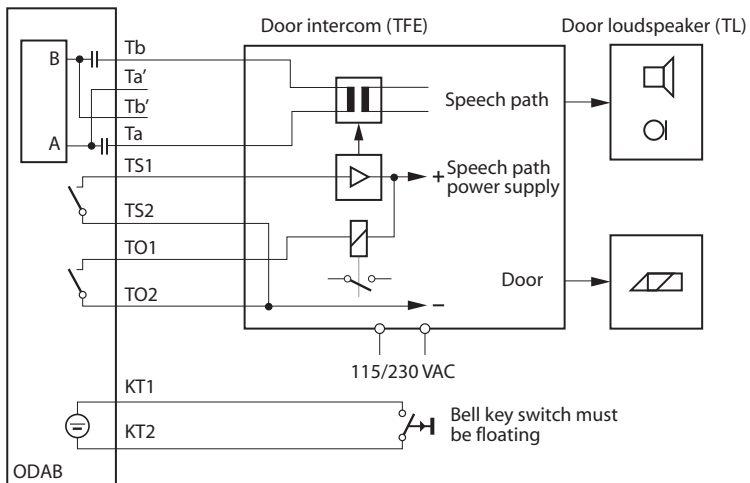 Door intercom (TFE)
Door loudspeaker (TL)
B
Tb
Ta'
Tb'
A
Ta
Speech path
TS1
+ Speech path
power supply
TS2
TO1
TO2
Door
–
115/230 VAC
KT1
KT2
Bell key switch must
be floating
ODAB